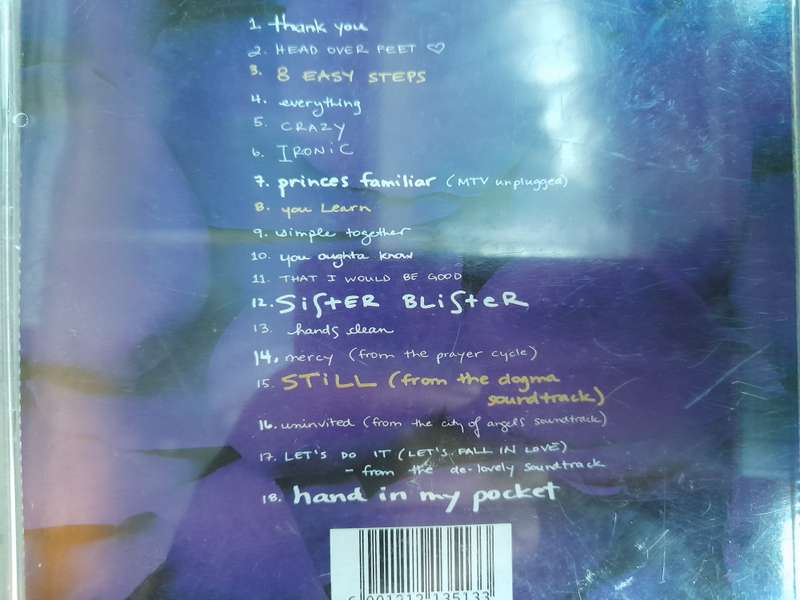 1. thank you
2. HEAD OVER FEET ♡
3. 8 EASY STEPS
4. everything
5. CRAZY
6. IRONIC
7. princes familiar (MTV unplugged)
8. you Learn
9. simple together
10. you oughta know
11. THAT I WOULD BE GOOD
12. SiSteR BLiSteR
13. hands clean
14. mercy (from the prayer cycle)
15. STiLL (from the dogma
soundtrack)
16. uninvited (from the city of angels soundtrack)
17. LET'S DO IT (LET'S FALL IN LOVE)
- from the de-lovely soundtrack
18. hand in my pocket
6 001212 135133